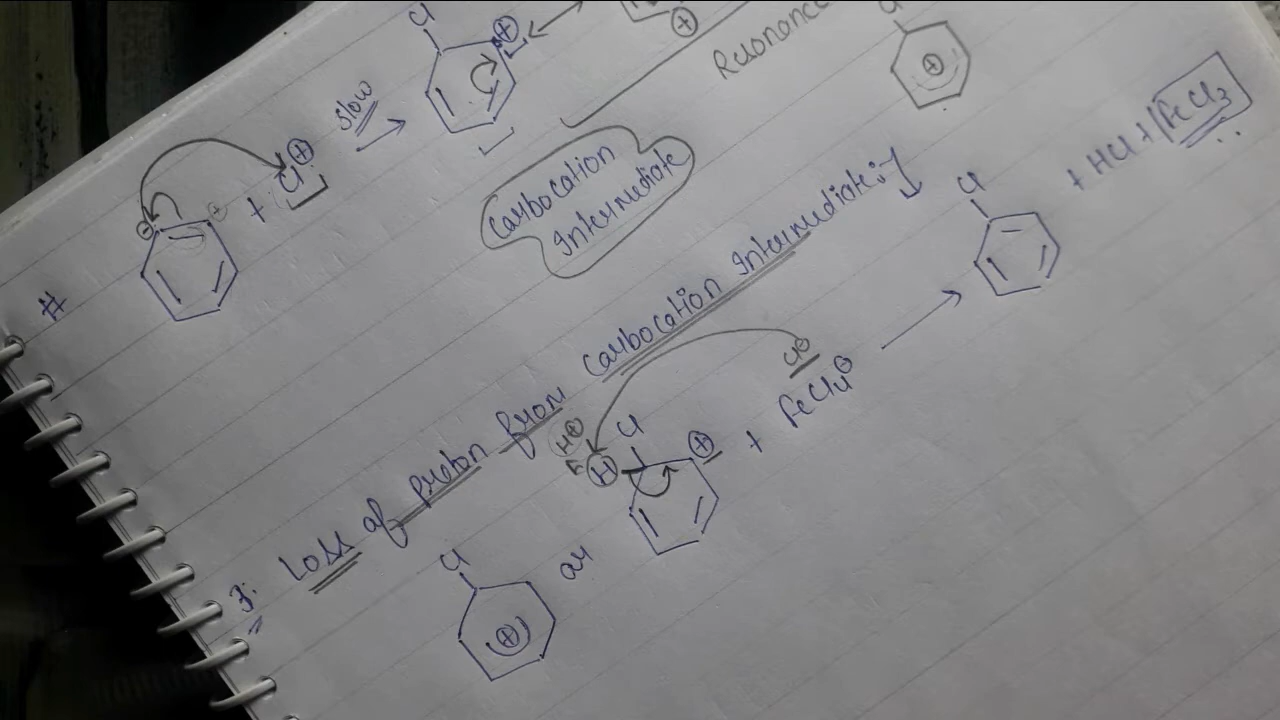 Cl
⊕
⊕
Resonance
Cl
⊕
# ⊖ ⊕ + Cl⊕ slow →
Carbocation
Intermediate
3. Loss of proton from Carbocation Intermediate :-
Cl ⊕ or H⊕ H Cl ⊕ + Cl⊖ FeCl4⊖ → Cl + HCl + FeCl3